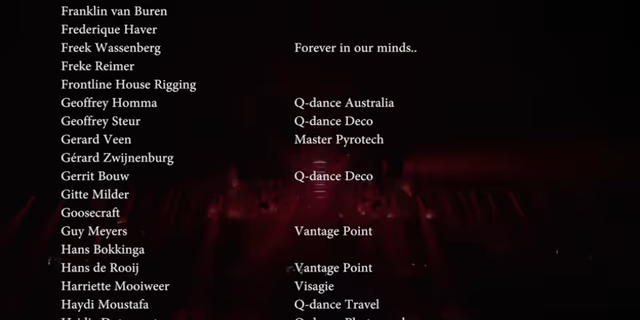 Franklin van Buren
Frederique Haver
Freek Wassenberg Forever in our minds..
Freke Reimer
Frontline House Rigging
Geoffrey Homma Q-dance Australia
Geoffrey Steur Q-dance Deco
Gerard Veen Master Pyrotech
Gérard Zwijnenburg
Gerrit Bouw Q-dance Deco
Gitte Milder
Goosecraft
Guy Meyers Vantage Point
Hans Bokkinga
Hans de Rooij Vantage Point
Harriette Mooiweer Visagie
Haydi Moustafa Q-dance Travel